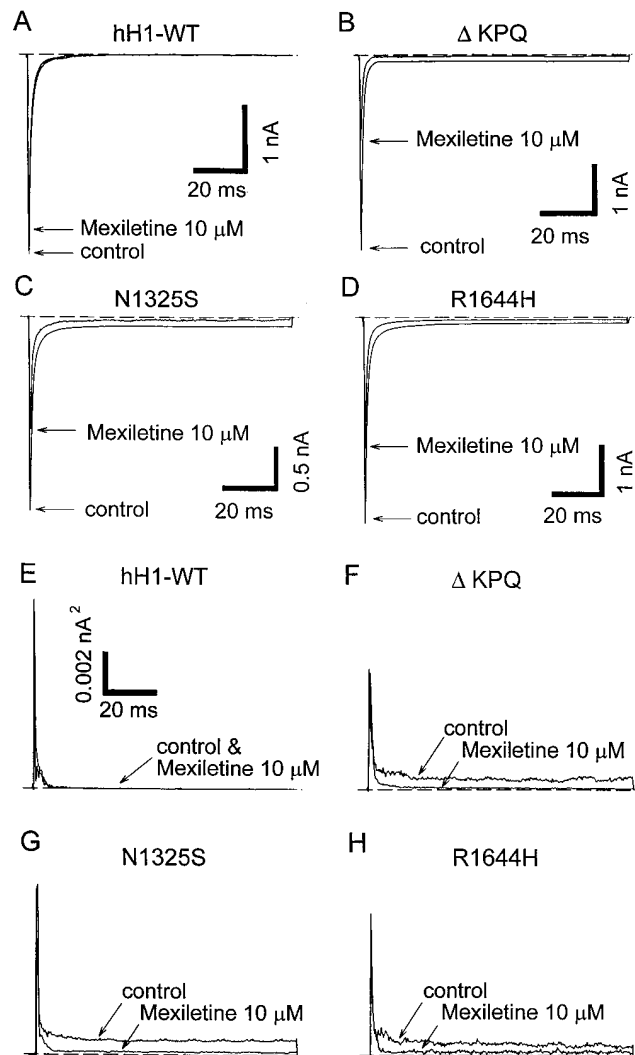 A
hH1-WT
Mexiletine 10 µM
control
20 ms
1 nA
B
Δ KPQ
Mexiletine 10 µM
control
20 ms
1 nA
C
N1325S
Mexiletine 10 µM
control
20 ms
0.5 nA
D
R1644H
Mexiletine 10 µM
control
20 ms
1 nA
E
hH1-WT
0.002 nA²
20 ms
control &
Mexiletine 10 µM
F
Δ KPQ
control
Mexiletine 10 µM
G
N1325S
control
Mexiletine 10 µM
H
R1644H
control
Mexiletine 10 µM